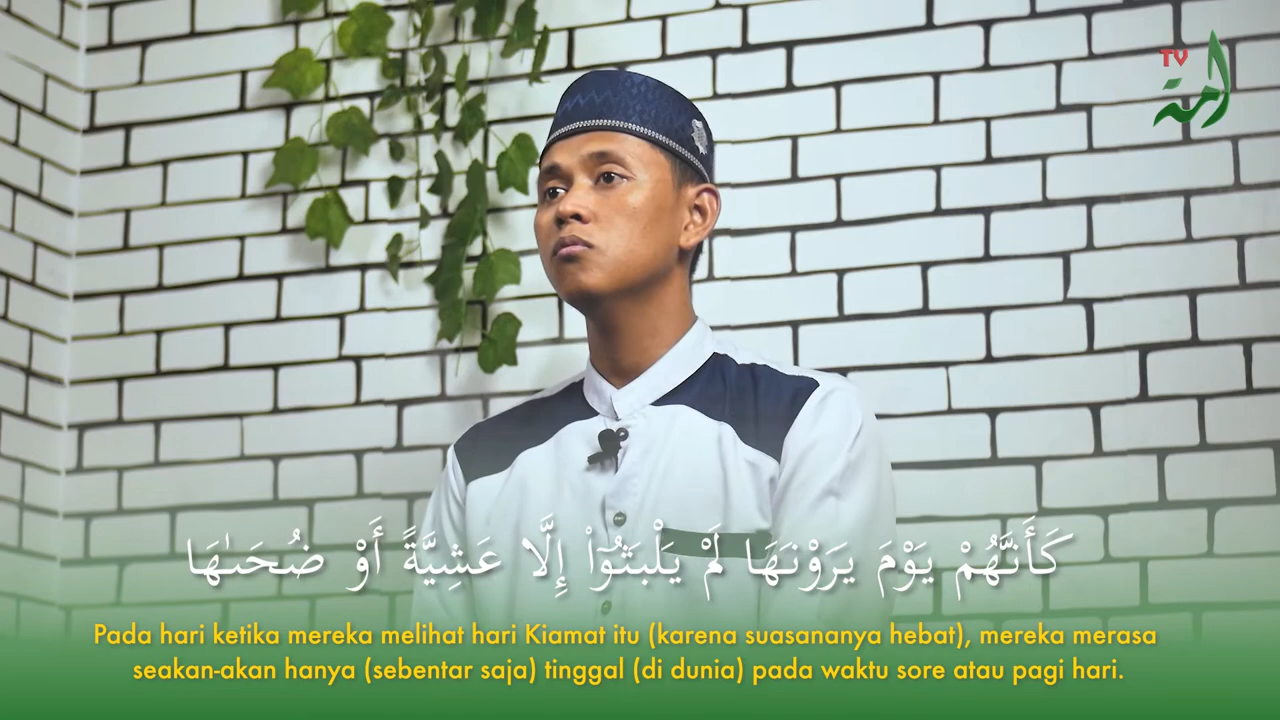 TV
امة
كَأَنَّهُمْ يَوْمَ يَرَوْنَهَا لَمْ يَلْبَثُوٓا۟ إِلَّا عَشِيَّةً أَوْ ضُحَىٰهَا
Pada hari ketika mereka melihat hari Kiamat itu (karena suasananya hebat), mereka merasa
seakan-akan hanya (sebentar saja) tinggal (di dunia) pada waktu sore atau pagi hari.